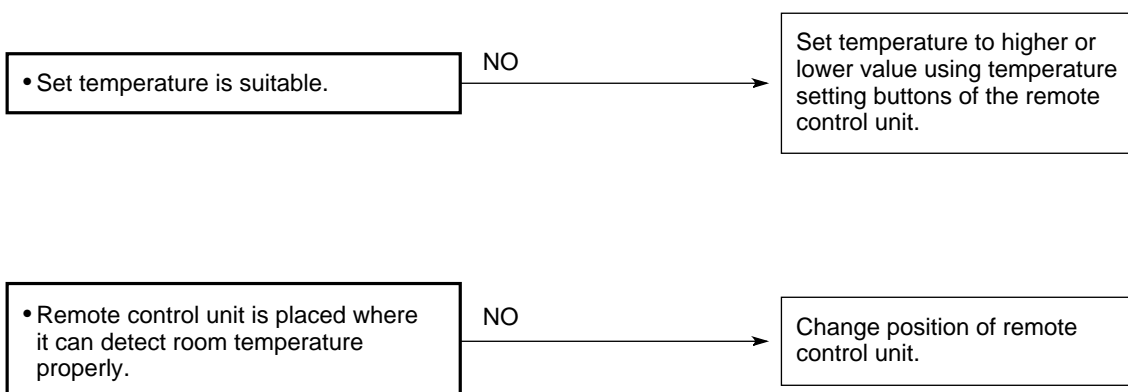 • Set temperature is suitable.
NO
Set temperature to higher or
lower value using temperature
setting buttons of the remote
control unit.
• Remote control unit is placed where
it can detect room temperature
properly.
NO
Change position of remote
control unit.